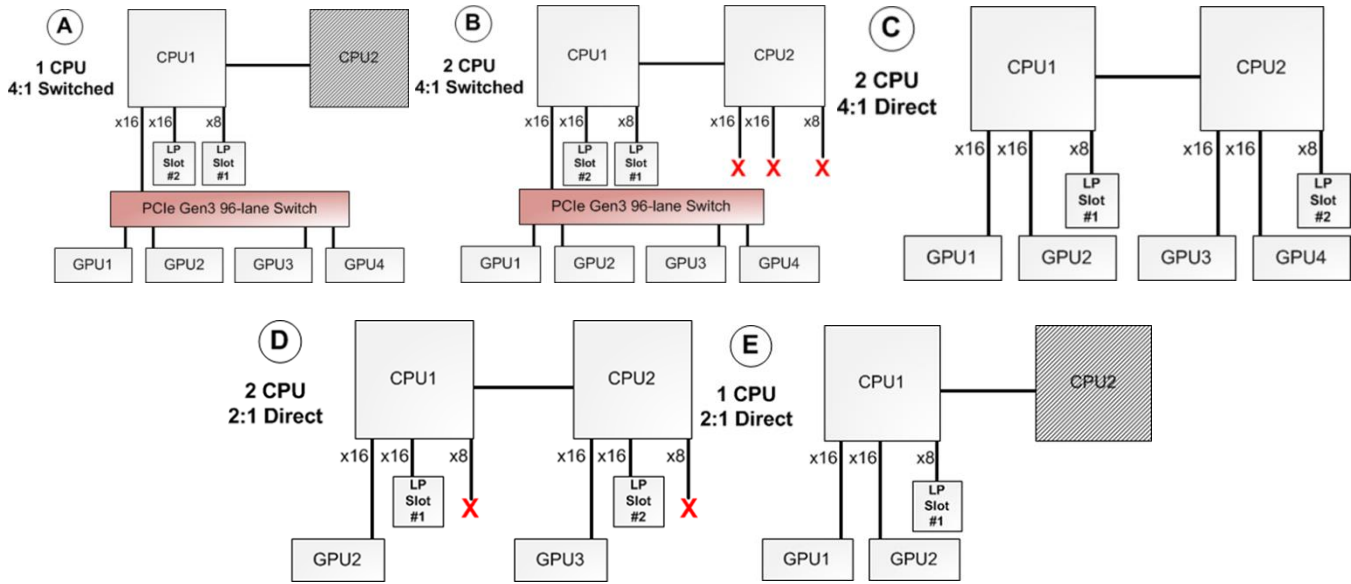 A
1 CPU
4:1 Switched
CPU1
CPU2
x16
x16
x8
LP
Slot
#2
LP
Slot
#1
PCIe Gen3 96-lane Switch
GPU1
GPU2
GPU3
GPU4
B
2 CPU
4:1 Switched
CPU1
CPU2
x16
x16
x8
x16
x16
x8
LP
Slot
#2
LP
Slot
#1
X
X
X
PCIe Gen3 96-lane Switch
GPU1
GPU2
GPU3
GPU4
C
2 CPU
4:1 Direct
CPU1
CPU2
x16
x16
x8
x16
x16
x8
LP
Slot
#1
LP
Slot
#2
GPU1
GPU2
GPU3
GPU4
D
2 CPU
2:1 Direct
CPU1
CPU2
x16
x16
x8
x16
x16
x8
LP
Slot
#1
X
LP
Slot
#2
X
GPU2
GPU3
E
1 CPU
2:1 Direct
CPU1
CPU2
x16
x16
x8
LP
Slot
#1
GPU1
GPU2